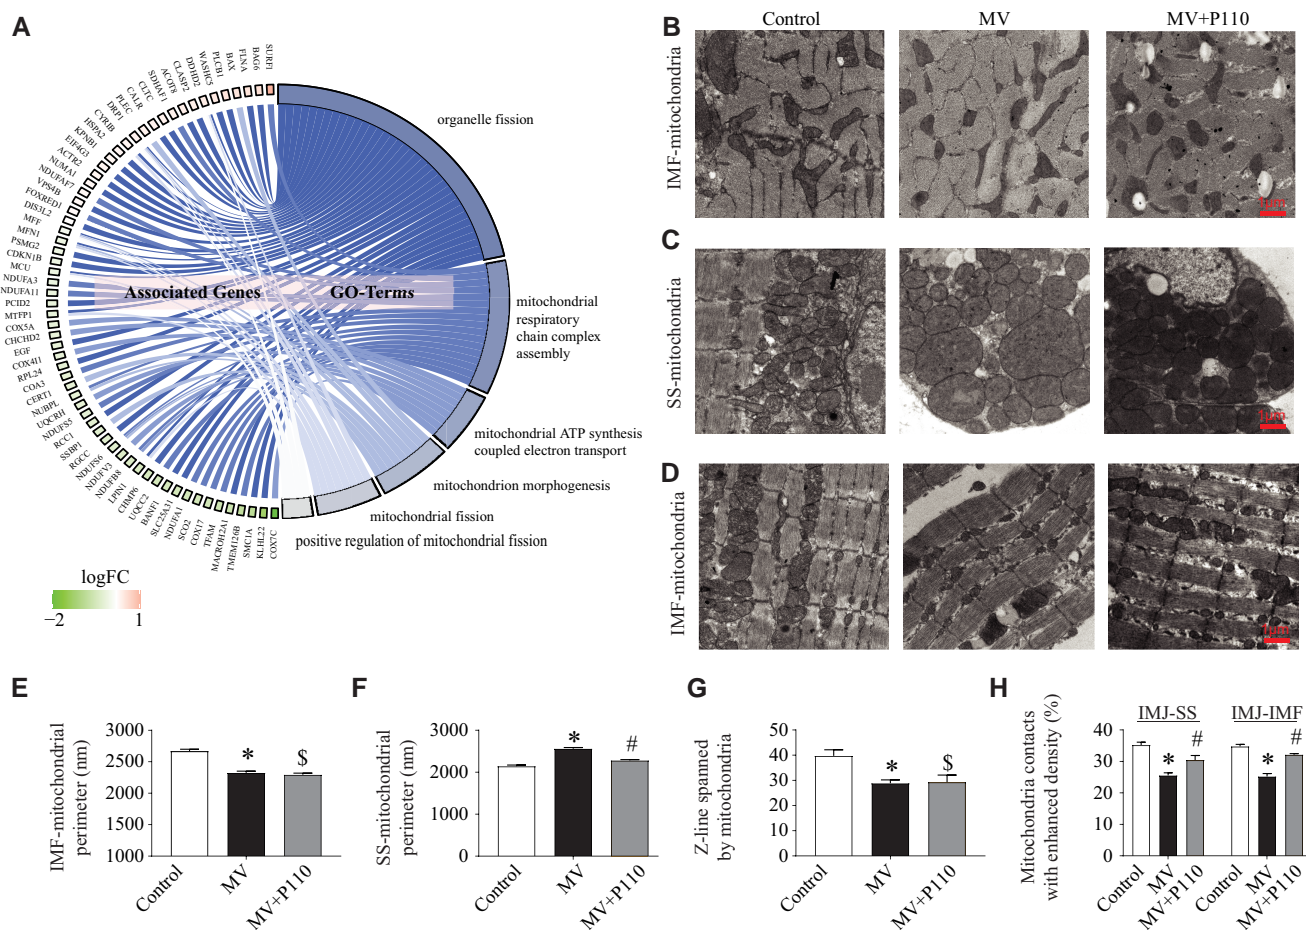 A
SURF1
BAG6
FLNA
BAX
PLCB1
WASHC5
DDHD2
CLASP2
ACOT8
SDHAF1
CLTC
CALR
PLEC
DRP1
CYRIB
HSPA2
KPNB1
EIF4G3
ACTR2
NUMA1
NDUFAF7
VPS4B
FOXRED1
DIS3L2
MFF
MFN1
PSMG2
CDKN1B
MCU
NDUFA3
NDUFA11
PCID2
MTFP1
COX5A
CHCHD2
EGF
COX4I1
RPL24
COA3
CERT1
NUBPL
UQCRH
NDUFS5
RCC1
SSBP1
RGCC
NDUFS6
NDUFV3
NDUFB8
LPIN1
CHMP6
UQCC2
BANF1
SLC25A33
NDUFA1
SCO2
COX17
TFAM
MACROH2A1
TMEM126B
SMC1A
KLHL22
COX7C
Associated Genes
GO-Terms
organelle fission
mitochondrial
respiratory
chain complex
assembly
mitochondrial ATP synthesis
coupled electron transport
mitochondrion morphogenesis
mitochondrial fission
positive regulation of mitochondrial fission
logFC
−2 1
B
Control MV MV+P110
IMF-mitochondria
1μm
C
SS-mitochondria
1μm
D
IMF-mitochondria
1μm
E
IMF-mitochondrial
perimeter (nm)
3000
2500
2000
1500
1000
* $
Control MV MV+P110
F
SS-mitochondrial
perimeter (nm)
3000
2000
1000
0
* #
Control MV MV+P110
G
Z-line spanned
by mitochondria
50
40
30
20
10
0
* $
Control MV MV+P110
H
Mitochondria contacts
with enhanced density (%)
IMJ-SS IMJ-IMF
40
30
20
10
0
* # * #
Control MV MV+P110 Control MV MV+P110